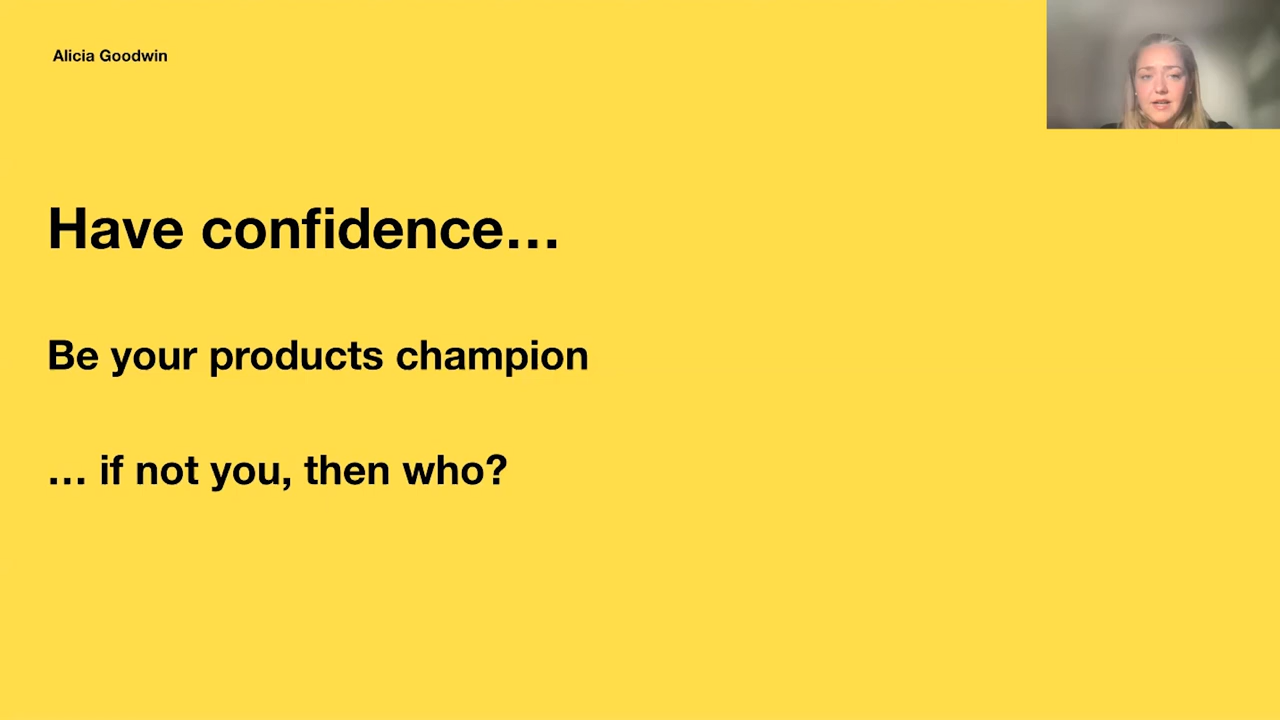 Alicia Goodwin
Have confidence…
Be your products champion
… if not you, then who?